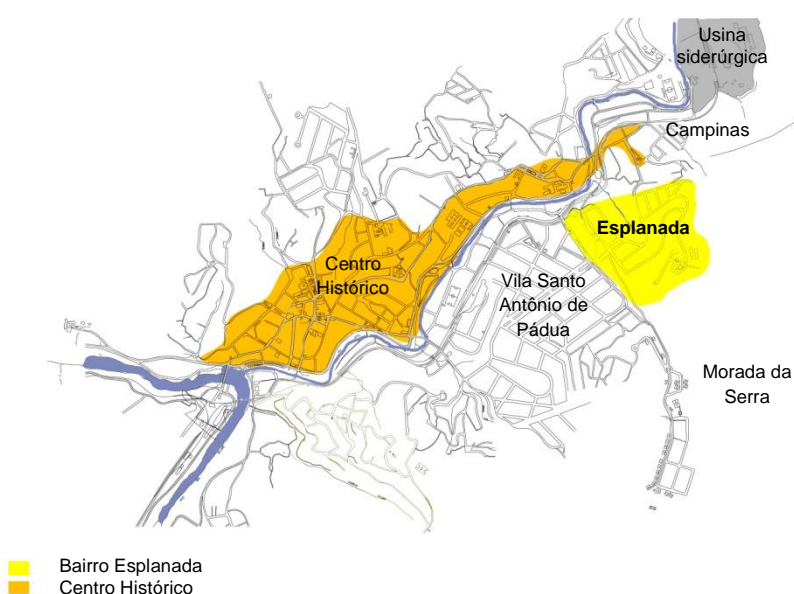 Usina
siderúrgica
Campinas
Esplanada
Centro
Histórico
Vila Santo
Antônio de
Pádua
Morada da
Serra
Bairro Esplanada
Centro Histórico